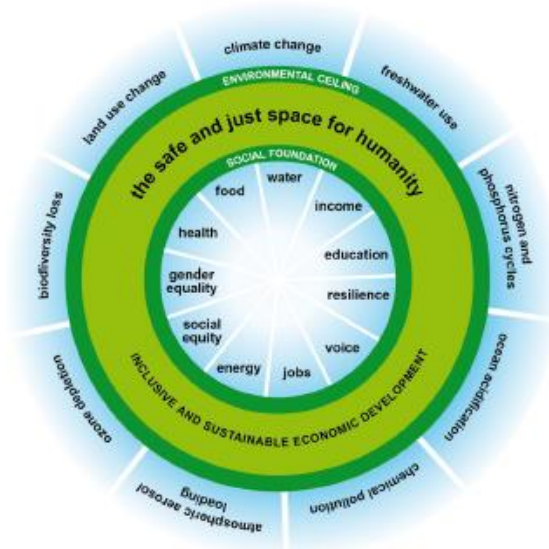 climate change
freshwater use
nitrogen and
phosphorus cycles
ocean acidification
chemical pollution
atmospheric aerosol
loading
ozone depletion
biodiversity loss
land use change
ENVIRONMENTAL CEILING
the safe and just space for humanity
SOCIAL FOUNDATION
water
income
education
resilience
voice
jobs
energy
social
equity
gender
equality
health
food
INCLUSIVE AND SUSTAINABLE ECONOMIC DEVELOPMENT